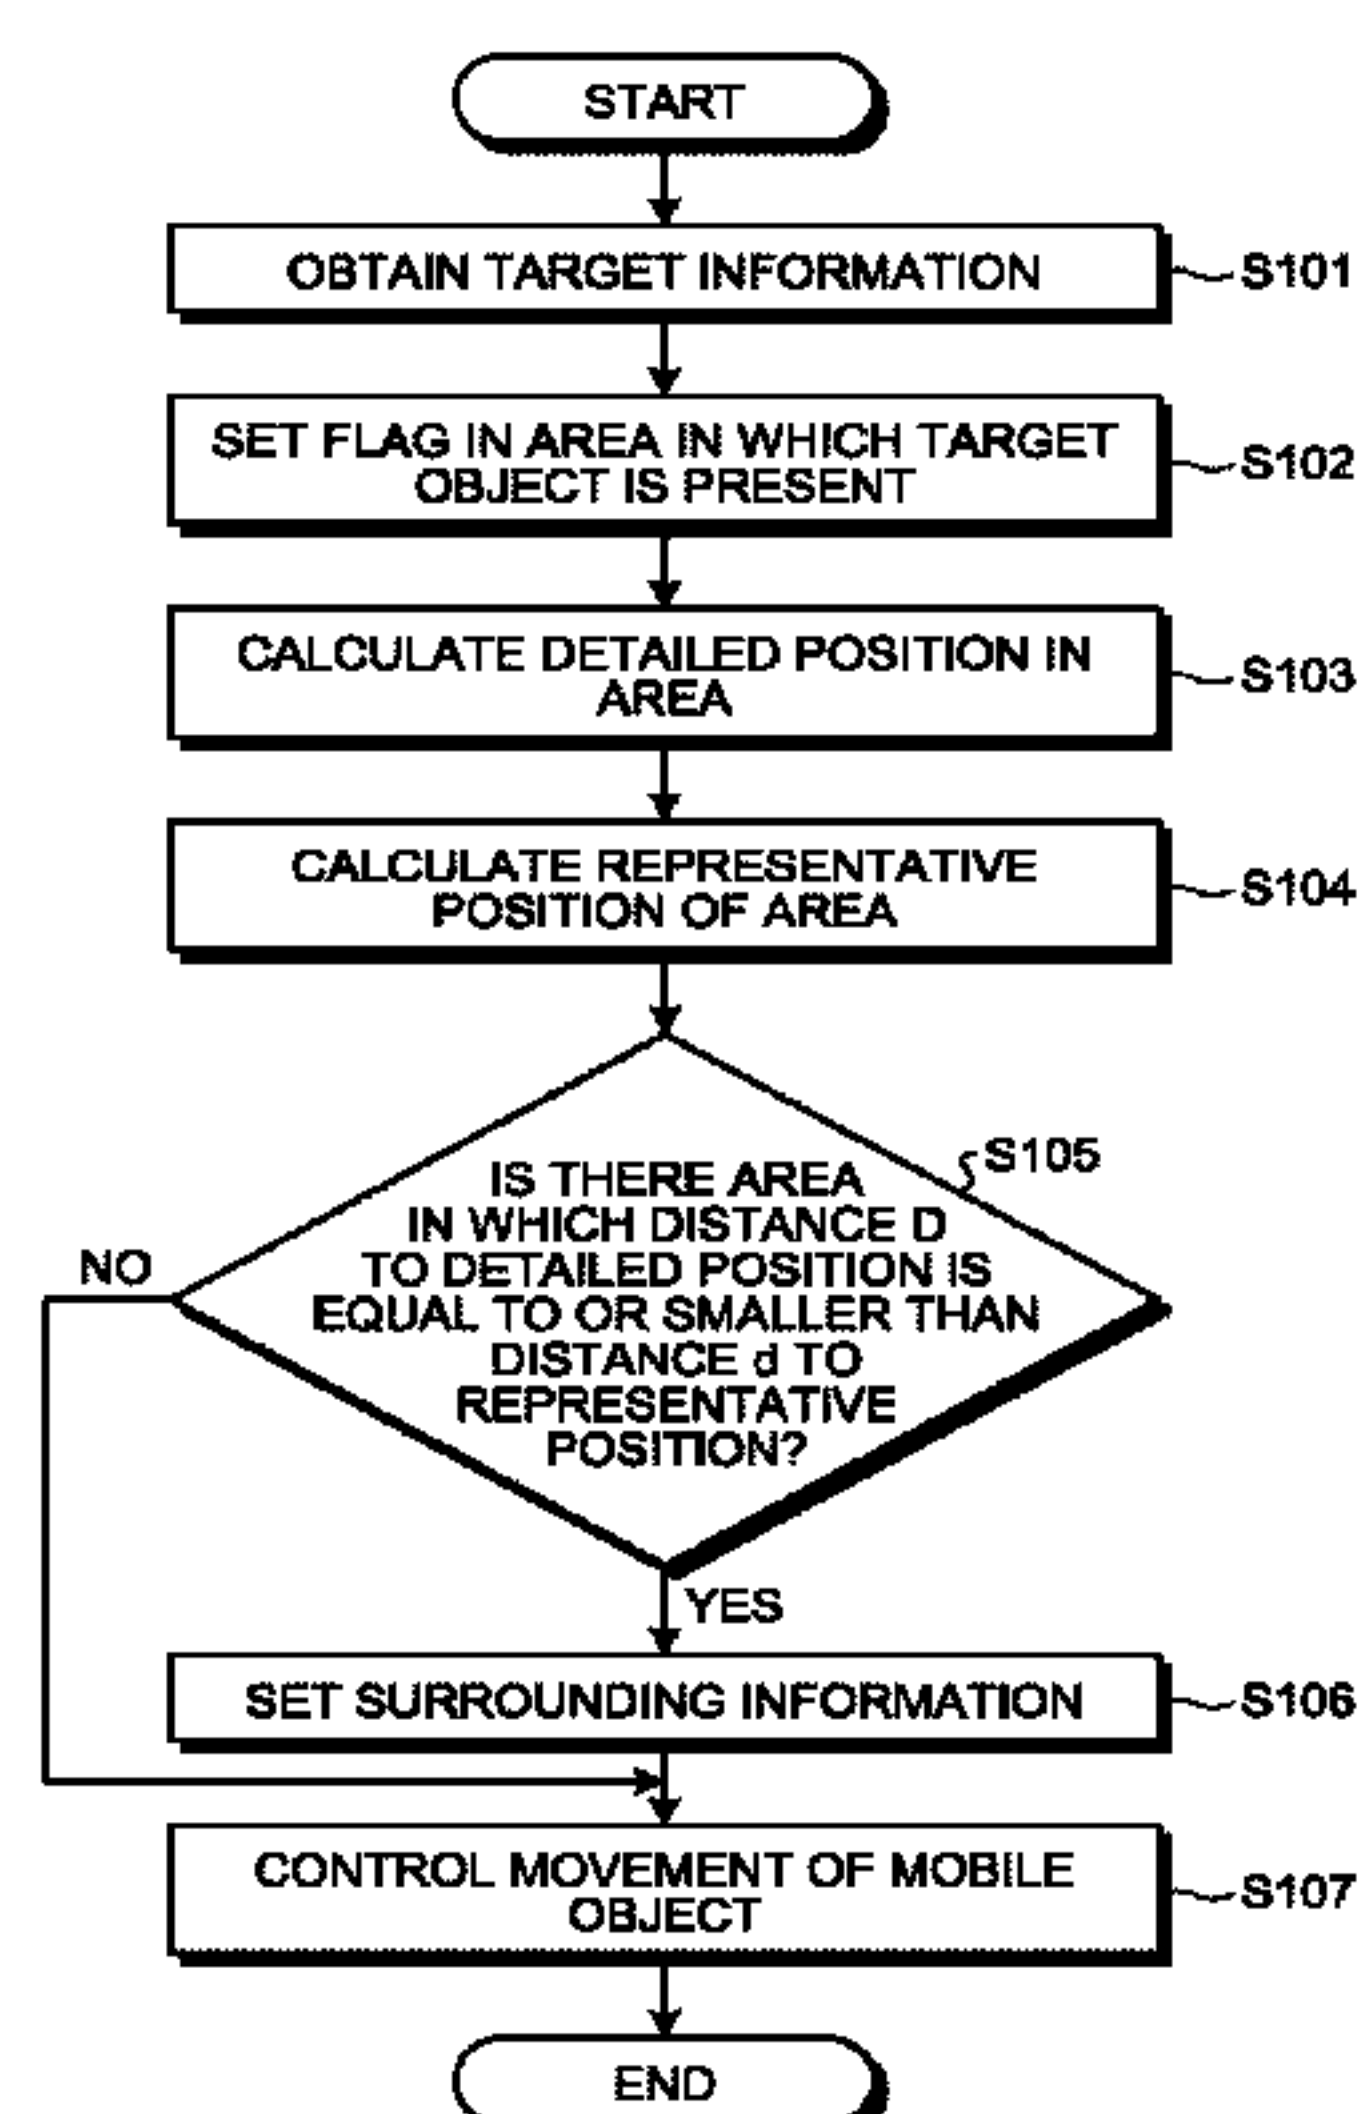 START
OBTAIN TARGET INFORMATION
S101
SET FLAG IN AREA IN WHICH TARGET
OBJECT IS PRESENT
S102
CALCULATE DETAILED POSITION IN
AREA
S103
CALCULATE REPRESENTATIVE
POSITION OF AREA
S104
S105
IS THERE AREA
IN WHICH DISTANCE D
TO DETAILED POSITION IS
EQUAL TO OR SMALLER THAN
DISTANCE d TO
REPRESENTATIVE
POSITION?
NO
YES
SET SURROUNDING INFORMATION
S106
CONTROL MOVEMENT OF MOBILE
OBJECT
S107
END